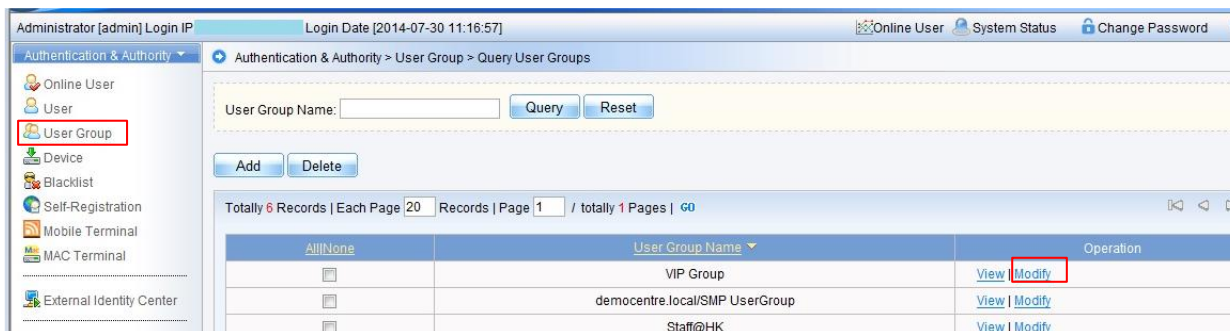 Administrator [admin] Login IP Login Date [2014-07-30 11:16:57] Online User System Status Change Password
Authentication & Authority
Authentication & Authority > User Group > Query User Groups
Online User
User
User Group
Device
Blacklist
Self-Registration
Mobile Terminal
MAC Terminal
External Identity Center
User Group Name: Query Reset
Add Delete
Totally 6 Records | Each Page 20 Records | Page 1 / totally 1 Pages | GO
All|None User Group Name Operation
VIP Group View | Modify
democentre.local/SMP UserGroup View | Modify
Staff@HK View | Modify